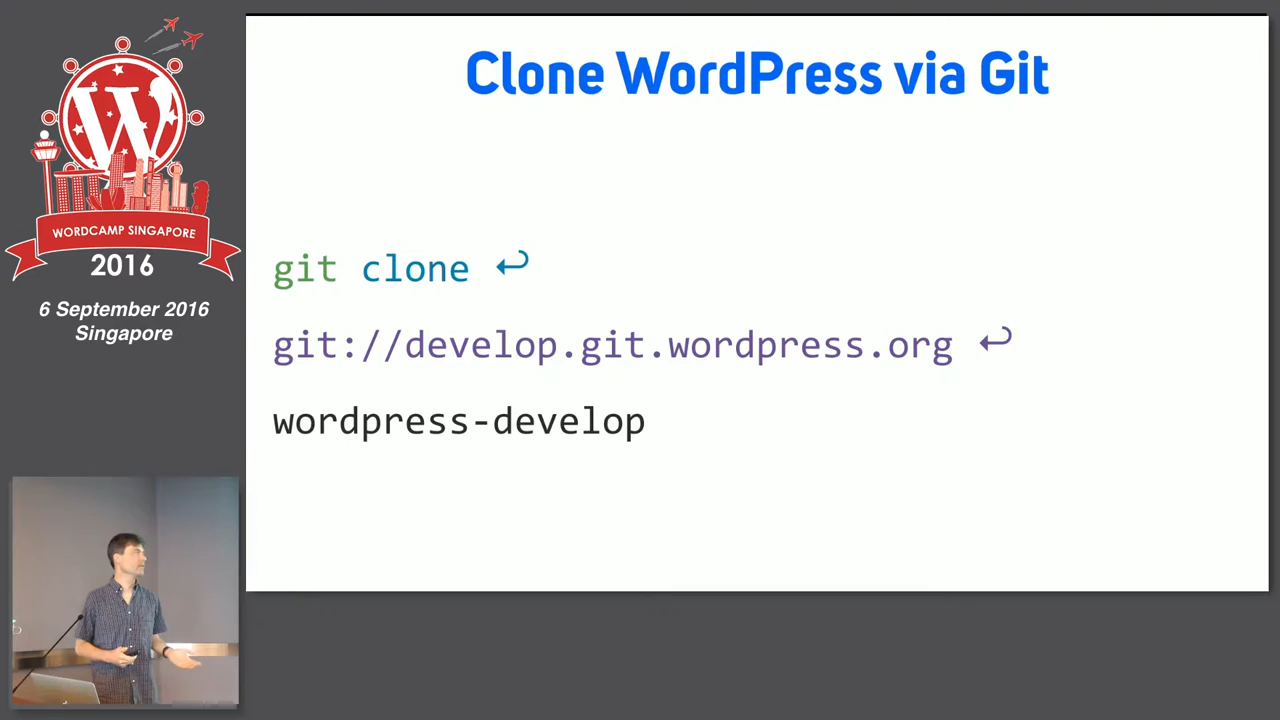 Clone WordPress via Git
WORDCAMP SINGAPORE
2016
6 September 2016
Singapore
git clone ↩
git://develop.git.wordpress.org ↩
wordpress-develop